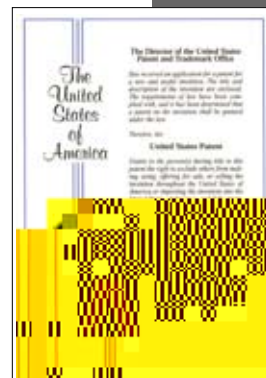 The
United
States
of
America
The Director of the United States
Patent and Trademark Office
Has received an application for a patent for
a new and useful invention. The title and
description of the invention are enclosed.
The requirements of law have been com-
plied with, and it has been determined that
a patent on the invention shall be granted
under the law.
Therefore, this
United States Patent
Grants to the person(s) having title to this
patent the right to exclude others from mak-
ing, using, offering for sale, or selling the
invention throughout the United States of
America or importing the invention into the